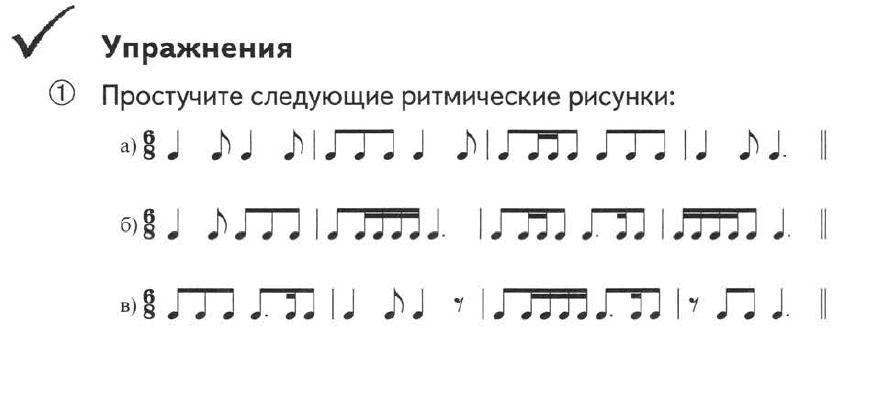 Упражнения
① Простучите следующие ритмические рисунки:
а) 6/8
б) 6/8
в) 6/8